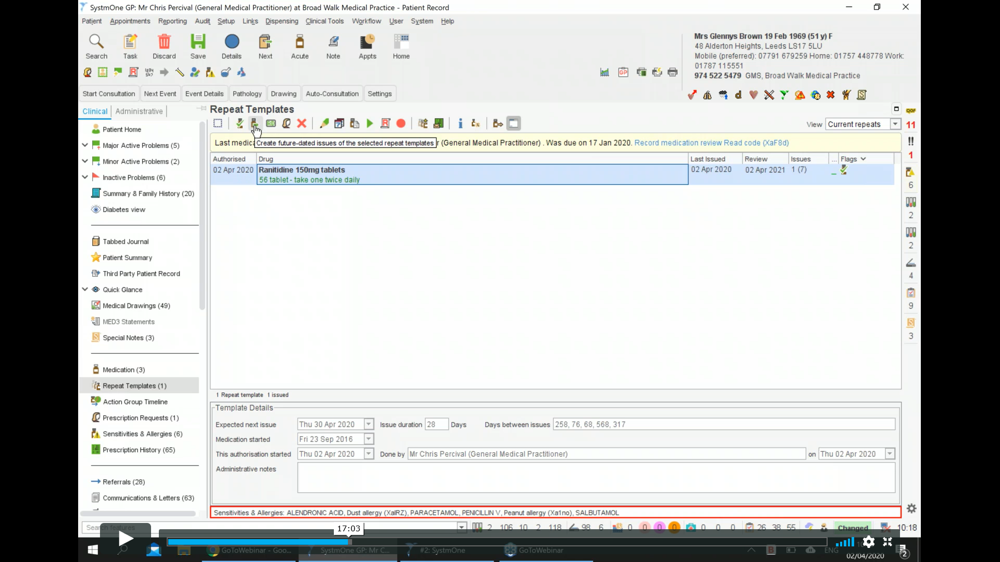 SystmOne GP: Mr Chris Percival (General Medical Practitioner) at Broad Walk Medical Practice - Patient Record
Patient Appointments Reporting Audit Setup Links Dispensing Clinical Tools Workflow User System Help
Search Task Discard Save Details Next Acute Note Appts Home
Mrs Glennys Brown 19 Feb 1969 (51 y) F
48 Alderton Heights, Leeds LS17 5LU
Mobile (preferred): 07791 679259 Home: 01757 448778 Work:
01787 115551
974 522 5479 GMS, Broad Walk Medical Practice
Start Consultation Next Event Event Details Pathology Drawing Auto-Consultation Settings
Clinical Administrative
Repeat Templates
View Current repeats
Last medica
Create future-dated issues of the selected repeat templates
r (General Medical Practitioner) . Was due on 17 Jan 2020. Record medication review Read code (XaF8d)
Authorised Drug Last Issued Review Issues ... Flags
02 Apr 2020 Ranitidine 150mg tablets 02 Apr 2020 02 Apr 2021 1 (7)
56 tablet - take one twice daily
Patient Home
Major Active Problems (5)
Minor Active Problems (2)
Inactive Problems (6)
Summary & Family History (20)
Diabetes view
Tabbed Journal
Patient Summary
Third Party Patient Record
Quick Glance
Medical Drawings (49)
MED3 Statements
Special Notes (3)
Medication (3)
Repeat Templates (1)
Action Group Timeline
Prescription Requests (1)
Sensitivities & Allergies (6)
Prescription History (65)
Referrals (28)
Communications & Letters (63)
QOF
11
!!
1
6
2
2
4
9
3
1 Repeat template 1 issued
Template Details
Expected next issue Thu 30 Apr 2020 Issue duration 28 Days Days between issues 258, 76, 68, 568, 317
Medication started Fri 23 Sep 2016
This authorisation started Thu 02 Apr 2020 Done by Mr Chris Percival (General Medical Practitioner) on Thu 02 Apr 2020
Administrative notes
Sensitivities & Allergies: ALENDRONIC ACID, Dust allergy (XaIRZ), PARACETAMOL, PENICILLIN V, Peanut allergy (Xa1no), SALBUTAMOL
Search features
2 106 10 2 118 98 6 0 0 0 0 0 0 0 26 38 55 Changed 10:18
17:03
GoToWebinar - Goo... SystmOne GP: Mr C... #2: SystmOne GoToWebinar
ENG
02/04/2020
2